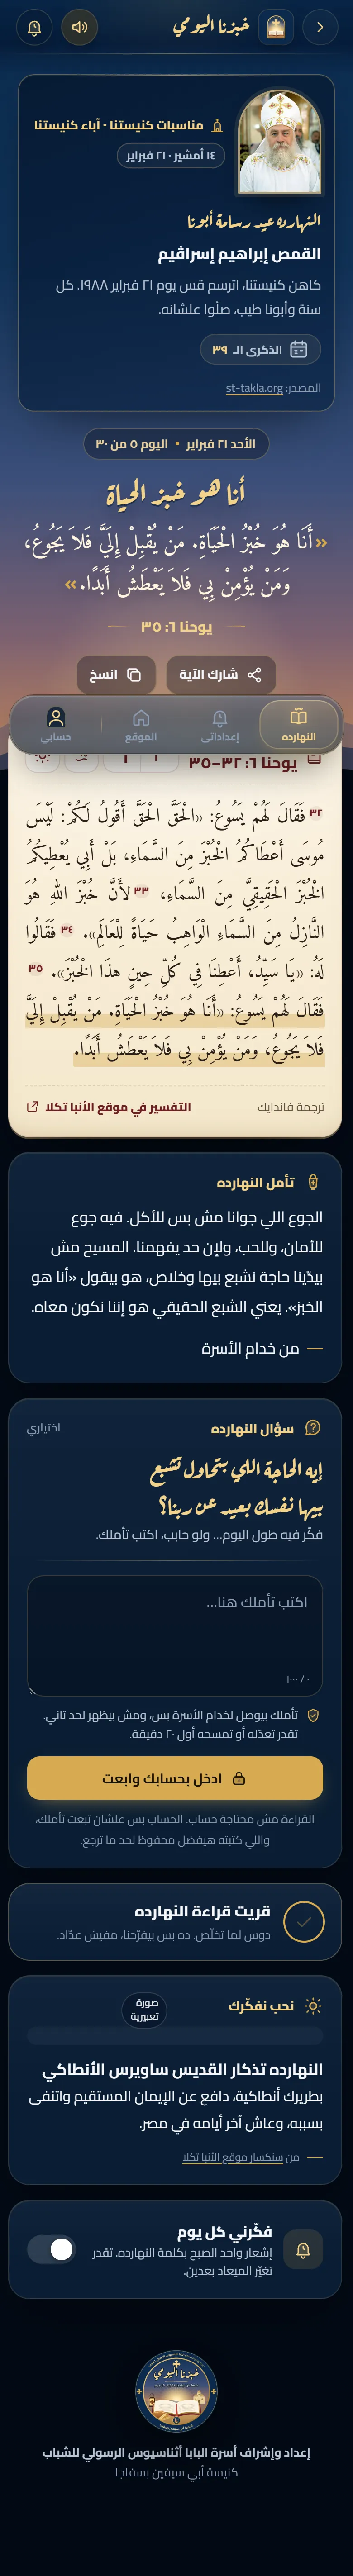 خبزنا اليومي
مناسبات كنيستنا · آباء كنيستنا
١٤ أمشير · ٢١ فبراير
النهارده عيد رسامة أبونا
القمص إبراهيم إسراڤيم
كاهن كنيستنا، اترسم قس يوم ٢١ فبراير ١٩٨٨. كل
سنة وأبونا طيب، صلّوا علشانه.
الذكرى الـ ٣٩
المصدر: st-takla.org
الأحد ٢١ فبراير • اليوم ٥ من ٣٠
أنا هو خبز الحياة
«أَنَا هُوَ خُبْزُ الْحَيَاةِ. مَنْ يُقْبِلْ إِلَيَّ فَلاَ يَجُوعُ،
وَمَنْ يُؤْمِنْ بِي فَلاَ يَعْطَشُ أَبَدًا.»
يوحنا ٦: ٣٥
شارك الآية
انسخ
النهارده
إعداداتى
الموقع
حسابي
يوحنا ٦: ٣٢–٣٥
٣٢ فَقَالَ لَهُمْ يَسُوعُ: «الْحَقَّ الْحَقَّ أَقُولُ لَكُمْ: لَيْسَ
مُوسَى أَعْطَاكُمُ الْخُبْزَ مِنَ السَّمَاءِ، بَلْ أَبِي يُعْطِيكُمُ
الْخُبْزَ الْحَقِيقِيَّ مِنَ السَّمَاءِ، ٣٣ لأَنَّ خُبْزَ اللهِ هُوَ
النَّازِلُ مِنَ السَّمَاءِ الْوَاهِبُ حَيَاةً لِلْعَالَمِ». ٣٤ فَقَالُوا
لَهُ: «يَا سَيِّدُ، أَعْطِنَا فِي كُلِّ حِينٍ هذَا الْخُبْزَ». ٣٥
فَقَالَ لَهُمْ يَسُوعُ: «أَنَا هُوَ خُبْزُ الْحَيَاةِ. مَنْ يُقْبِلْ إِلَيَّ
فَلاَ يَجُوعُ، وَمَنْ يُؤْمِنْ بِي فَلاَ يَعْطَشُ أَبَدًا.
ترجمة فاندايك
التفسير في موقع الأنبا تكلا
تأمل النهارده
الجوع اللي جوانا مش بس للأكل. فيه جوع
للأمان، وللحب، ولإن حد يفهمنا. المسيح مش
بيدّينا حاجة نشبع بيها وخلاص، هو بيقول «أنا هو
الخبز». يعني الشبع الحقيقي هو إننا نكون معاه.
— من خدام الأسرة
سؤال النهارده
اختياري
إيه الحاجة اللي بتحاول تشبع
بيها نفسك بعيد عن ربنا؟
فكّر فيه طول اليوم... ولو حابب، اكتب تأملك.
اكتب تأملك هنا...
٠ / ١٠٠٠
تأملك بيوصل لخدام الأسرة بس، ومش بيظهر لحد تاني.
تقدر تعدّله أو تمسحه أول ٢٠ دقيقة.
ادخل بحسابك وابعت
القراءة مش محتاجة حساب. الحساب بس علشان تبعت تأملك،
واللي كتبته هيفضل محفوظ لحد ما ترجع.
قريت قراءة النهارده
دوس لما تخلّص. ده بس بيفرّحنا، مفيش عدّاد.
نحب نفكّرك
صورة
تعبيرية
النهارده تذكار القديس ساويرس الأنطاكي
بطريرك أنطاكية، دافع عن الإيمان المستقيم واتنفى
بسببه، وعاش آخر أيامه في مصر.
— من سنكسار موقع الأنبا تكلا
فكّرني كل يوم
إشعار واحد الصبح بكلمة النهارده. تقدر
تغيّر الميعاد بعدين.
خبزنا اليومي
إعداد وإشراف أسرة البابا أثناسيوس الرسولي للشباب
كنيسة أبي سيفين بسفاجا